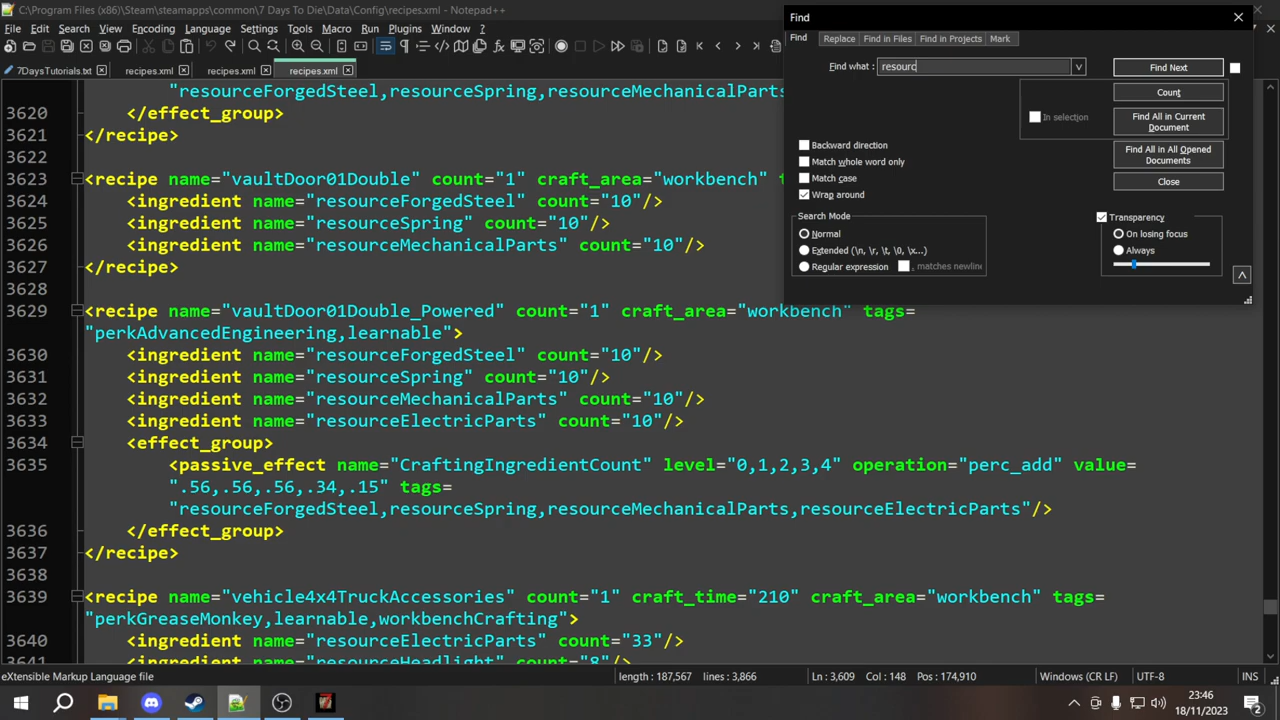 C:\Program Files (x86)\Steam\steamapps\common\7 Days To Die\Data\Config\recipes.xml - Notepad++
File Edit Search View Encoding Language Settings Tools Macro Run Plugins Window ?
7DaysTutorials.txt recipes.xml recipes.xml recipes.xml
"resourceForgedSteel,resourceSpring,resourceMechanicalParts
3620 </effect_group>
3621 </recipe>
3622
3623 <recipe name="vaultDoor01Double" count="1" craft_area="workbench"
3624 <ingredient name="resourceForgedSteel" count="10"/>
3625 <ingredient name="resourceSpring" count="10"/>
3626 <ingredient name="resourceMechanicalParts" count="10"/>
3627 </recipe>
3628
3629 <recipe name="vaultDoor01Double_Powered" count="1" craft_area="workbench" tags=
"perkAdvancedEngineering,learnable">
3630 <ingredient name="resourceForgedSteel" count="10"/>
3631 <ingredient name="resourceSpring" count="10"/>
3632 <ingredient name="resourceMechanicalParts" count="10"/>
3633 <ingredient name="resourceElectricParts" count="10"/>
3634 <effect_group>
3635 <passive_effect name="CraftingIngredientCount" level="0,1,2,3,4" operation="perc_add" value=
".56,.56,.56,.34,.15" tags=
"resourceForgedSteel,resourceSpring,resourceMechanicalParts,resourceElectricParts"/>
3636 </effect_group>
3637 </recipe>
3638
3639 <recipe name="vehicle4x4TruckAccessories" count="1" craft_time="210" craft_area="workbench" tags=
"perkGreaseMonkey,learnable,workbenchCrafting">
3640 <ingredient name="resourceElectricParts" count="33"/>
3641 <ingredient name="resourceHeadlight" count="8"/>
Find
Find Replace Find in Files Find in Projects Mark
Find what : resourc
Find Next
Count
In selection
Find All in Current
Document
Find All in All Opened
Documents
Close
Backward direction
Match whole word only
Match case
Wrap around
Search Mode
Normal
Extended (\n, \r, \t, \0, \x...)
Regular expression
. matches newline
Transparency
On losing focus
Always
eXtensible Markup Language file length : 187,567 lines : 3,866 Ln : 3,609 Col : 148 Pos : 174,910 Windows (CR LF) UTF-8 INS
23:46
18/11/2023
2